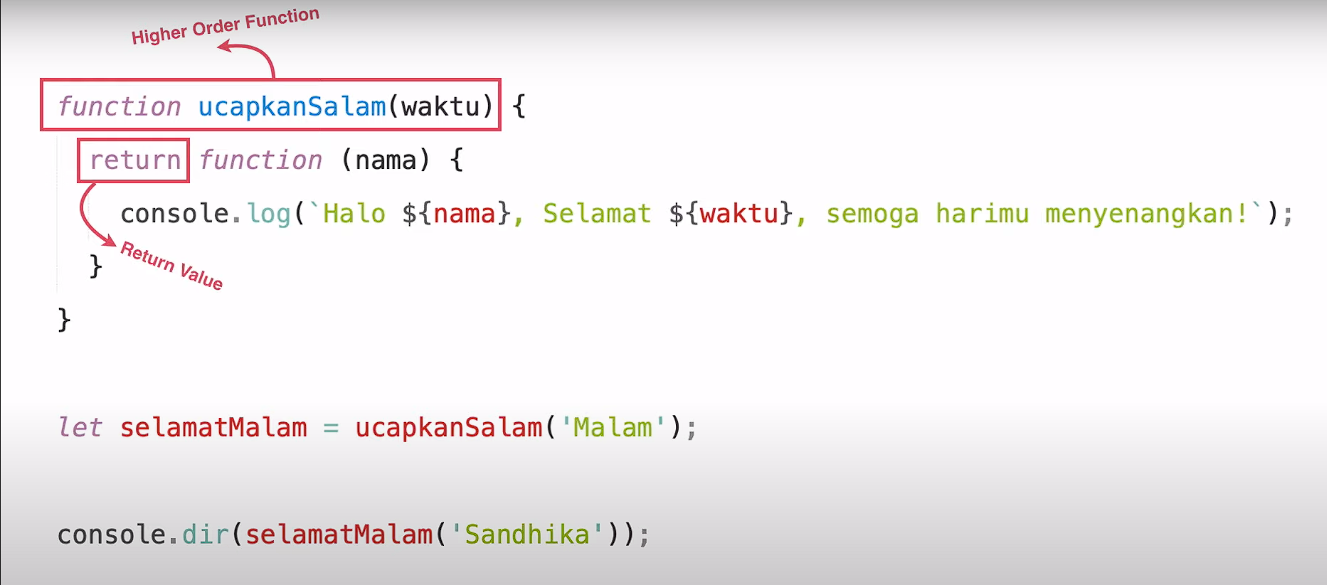 Higher Order Function
function ucapkanSalam(waktu) {
return function (nama) {
console.log(`Halo ${nama}, Selamat ${waktu}, semoga harimu menyenangkan!`);
}
Return Value
}
let selamatMalam = ucapkanSalam('Malam');
console.dir(selamatMalam('Sandhika'));